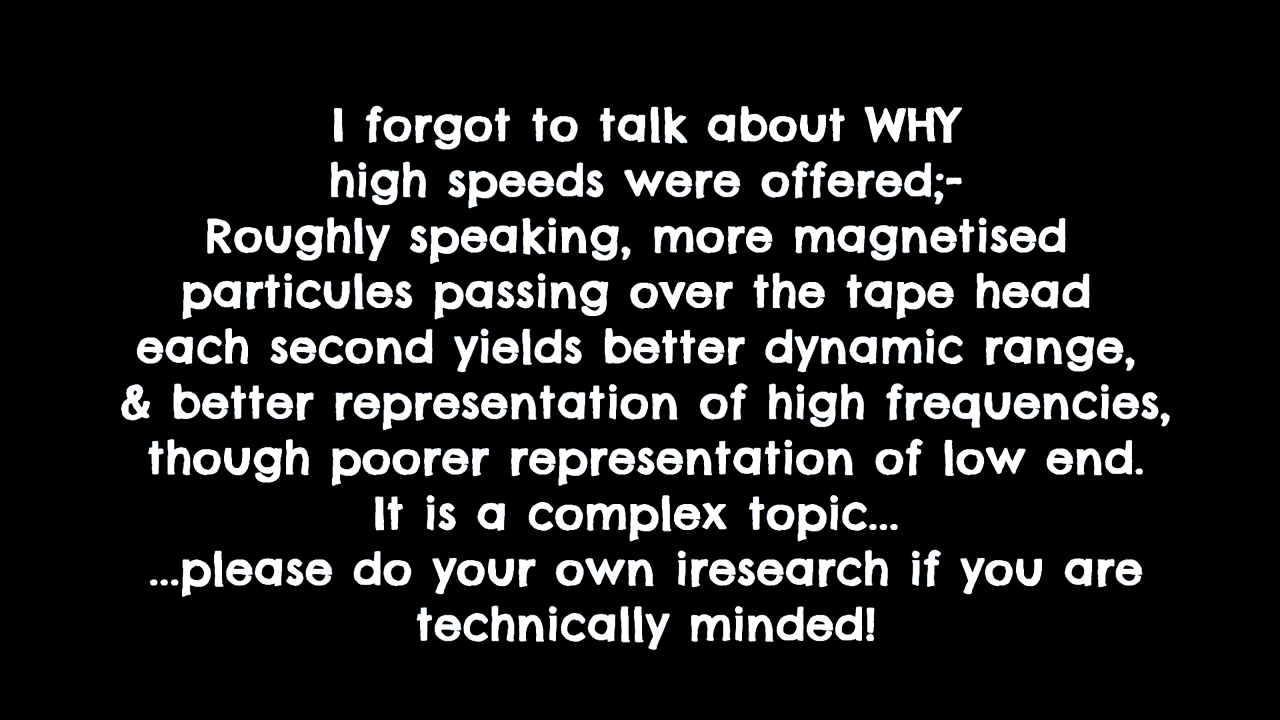 I forgot to talk about WHY
high speeds were offered;-
Roughly speaking, more magnetised
particules passing over the tape head
each second yields better dynamic range,
& better representation of high frequencies,
though poorer representation of low end.
It is a complex topic...
...please do your own iresearch if you are
technically minded!